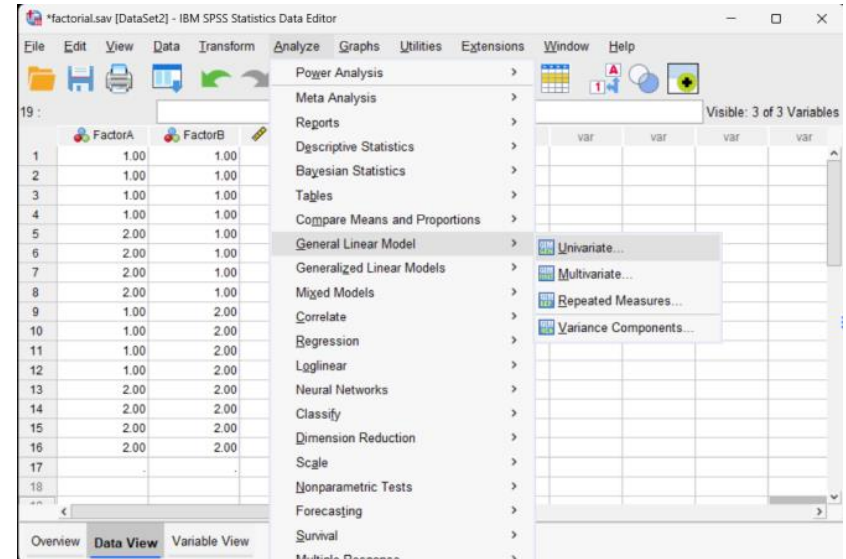 *factorial.sav [DataSet2] - IBM SPSS Statistics Data Editor
File Edit View Data Transform Analyze Graphs Utilities Extensions Window Help
19 :
Visible: 3 of 3 Variables
FactorA FactorB var var var var
1 1.00 1.00
2 1.00 1.00
3 1.00 1.00
4 1.00 1.00
5 2.00 1.00
6 2.00 1.00
7 2.00 1.00
8 2.00 1.00
9 1.00 2.00
10 1.00 2.00
11 1.00 2.00
12 1.00 2.00
13 2.00 2.00
14 2.00 2.00
15 2.00 2.00
16 2.00 2.00
17 . .
18
Power Analysis
Meta Analysis
Reports
Descriptive Statistics
Bayesian Statistics
Tables
Compare Means and Proportions
General Linear Model
Generalized Linear Models
Mixed Models
Correlate
Regression
Loglinear
Neural Networks
Classify
Dimension Reduction
Scale
Nonparametric Tests
Forecasting
Survival
Univariate...
Multivariate...
Repeated Measures...
Variance Components...
Overview Data View Variable View